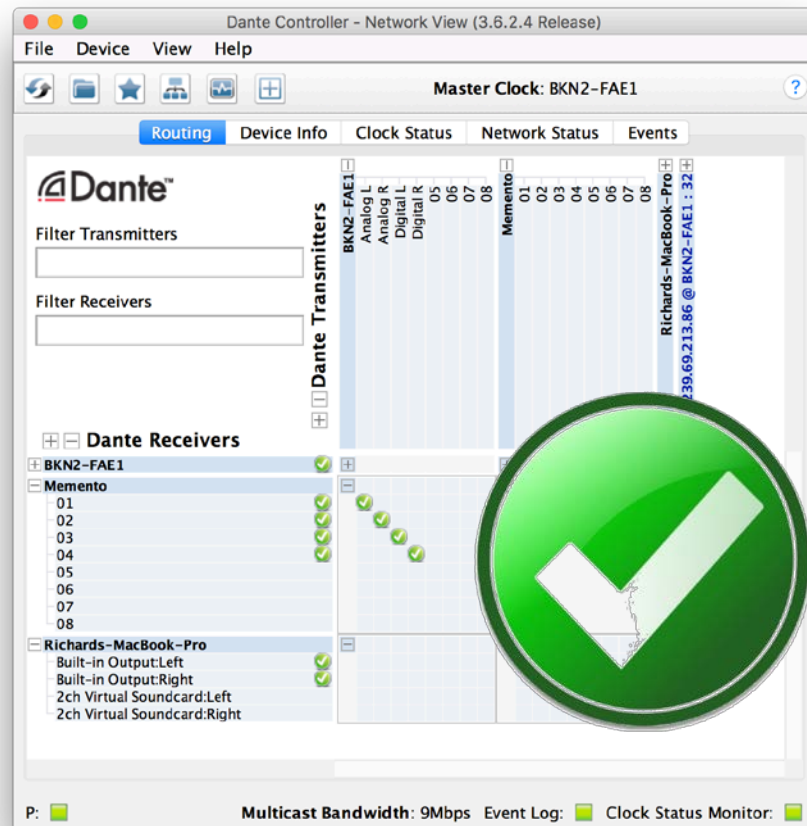 Dante Controller - Network View (3.6.2.4 Release)
File Device View Help
Master Clock: BKN2-FAE1
?
Routing Device Info Clock Status Network Status Events
Dante™
Filter Transmitters
Filter Receivers
Dante Transmitters
BKN2-FAE1
Analog L
Analog R
Digital L
Digital R
05
06
07
08
Memento
01
02
03
04
05
06
07
08
Richards-MacBook-Pro
239.69.213.86 @ BKN2-FAE1 : 32
Dante Receivers
BKN2-FAE1
Memento
01
02
03
04
05
06
07
08
Richards-MacBook-Pro
Built-in Output:Left
Built-in Output:Right
2ch Virtual Soundcard:Left
2ch Virtual Soundcard:Right
P: Multicast Bandwidth: 9Mbps Event Log: Clock Status Monitor: